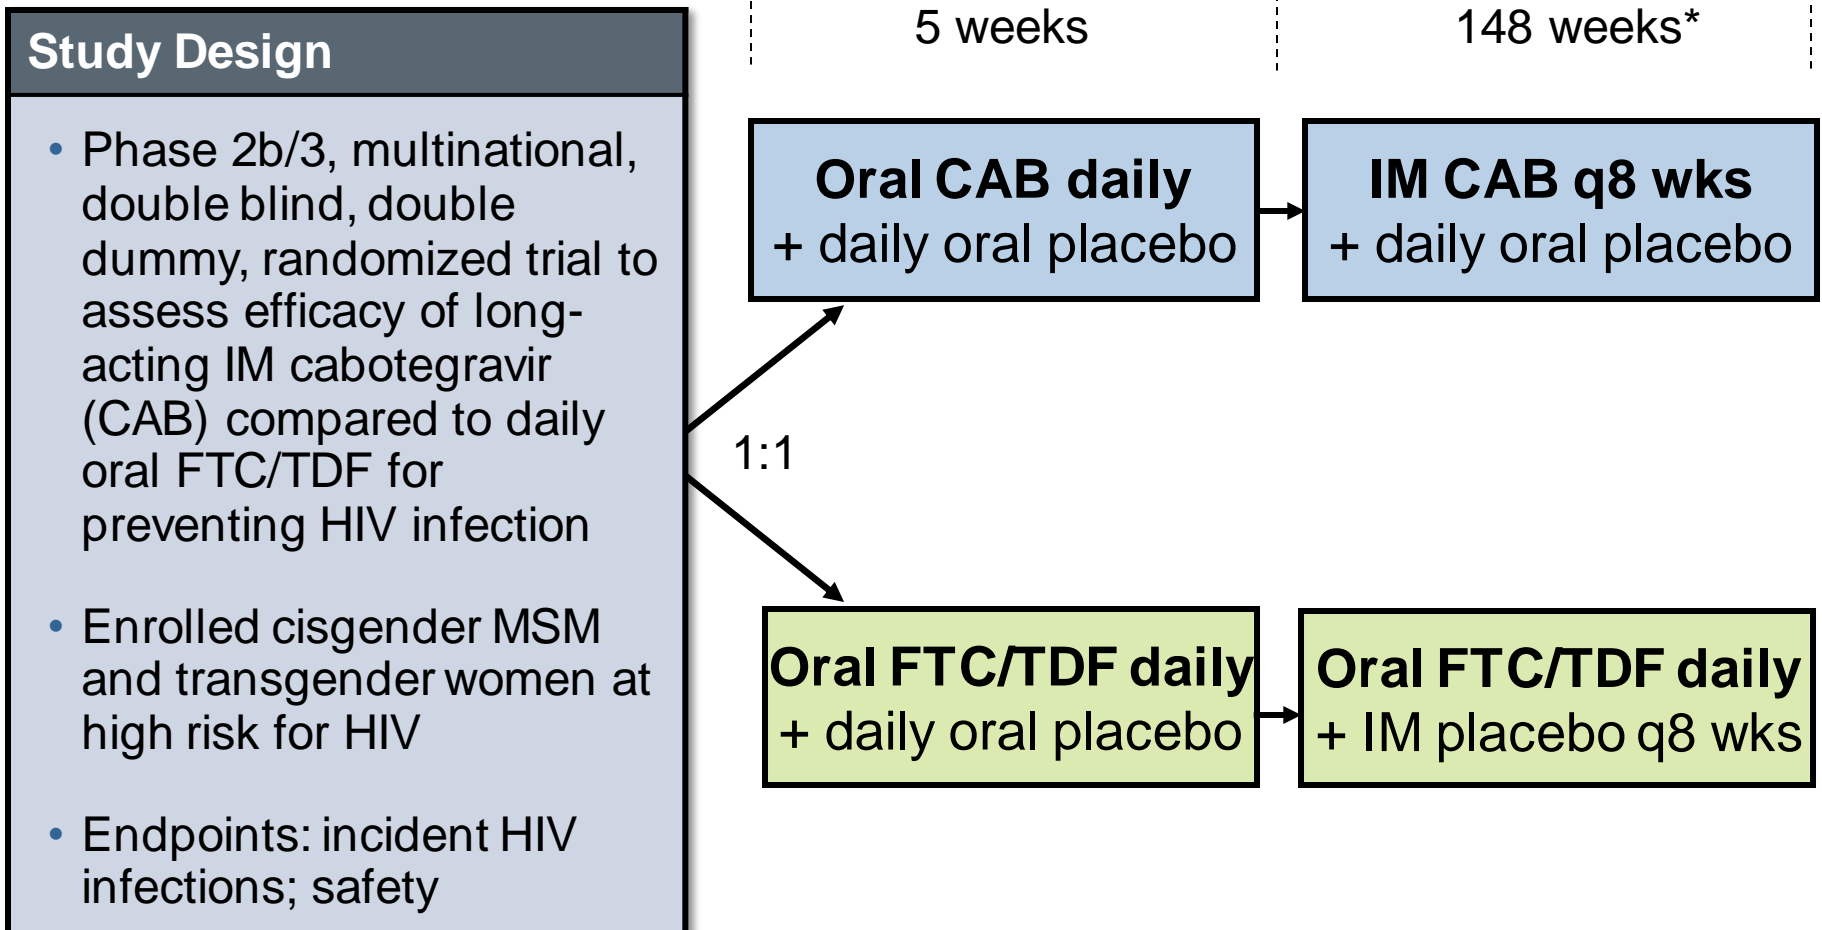 Study Design
• Phase 2b/3, multinational,
double blind, double
dummy, randomized trial to
assess efficacy of long-
acting IM cabotegravir
(CAB) compared to daily
oral FTC/TDF for
preventing HIV infection
• Enrolled cisgender MSM
and transgender women at
high risk for HIV
• Endpoints: incident HIV
infections; safety
5 weeks
148 weeks*
Oral CAB daily
+ daily oral placebo
IM CAB q8 wks
+ daily oral placebo
1:1
Oral FTC/TDF daily
+ daily oral placebo
Oral FTC/TDF daily
+ IM placebo q8 wks